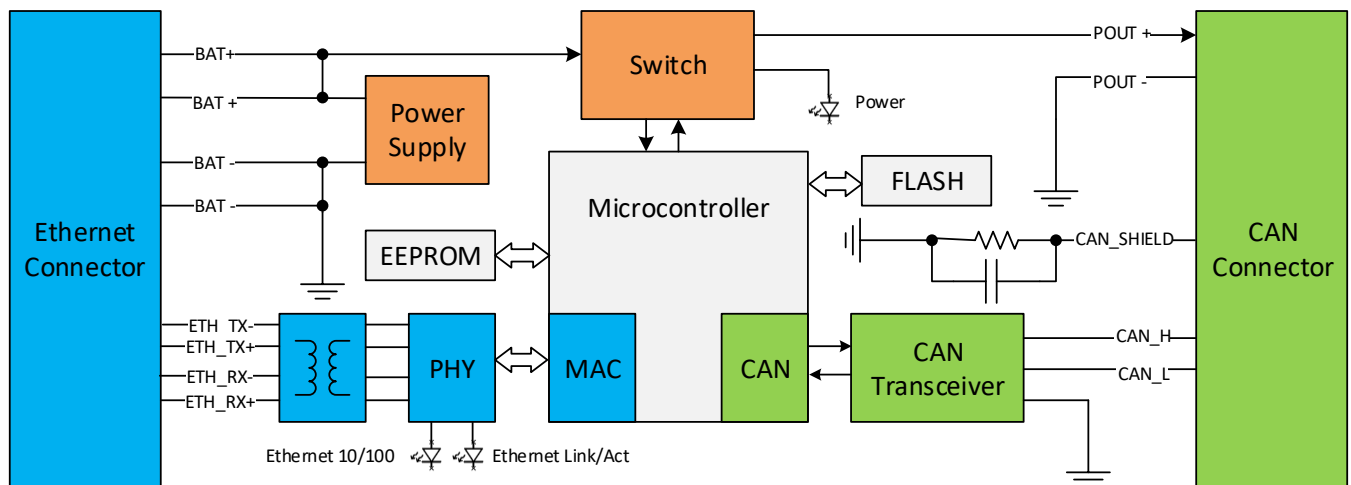 Ethernet
Connector
BAT+
BAT +
BAT -
BAT -
Power
Supply
Switch
Power
POUT +
POUT -
CAN
Connector
Microcontroller
FLASH
EEPROM
CAN_SHIELD
ETH_TX-
ETH_TX+
ETH_RX-
ETH_RX+
PHY
MAC
CAN
CAN
Transceiver
CAN_H
CAN_L
Ethernet 10/100
Ethernet Link/Act